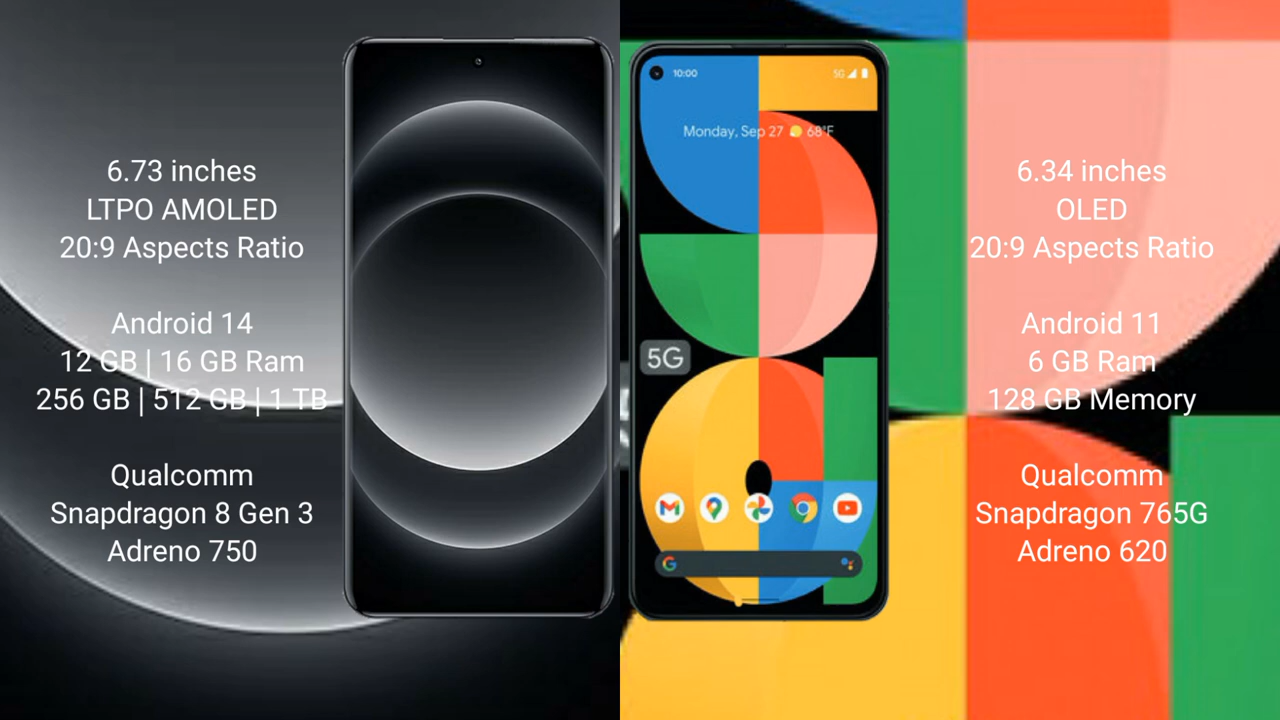 6.73 inches
LTPO AMOLED
20:9 Aspects Ratio
Android 14
12 GB | 16 GB Ram
256 GB | 512 GB | 1 TB
Qualcomm
Snapdragon 8 Gen 3
Adreno 750
10:00
5G
Monday, Sep 27 68°F
5G
6.34 inches
OLED
20:9 Aspects Ratio
Android 11
6 GB Ram
128 GB Memory
Qualcomm
Snapdragon 765G
Adreno 620